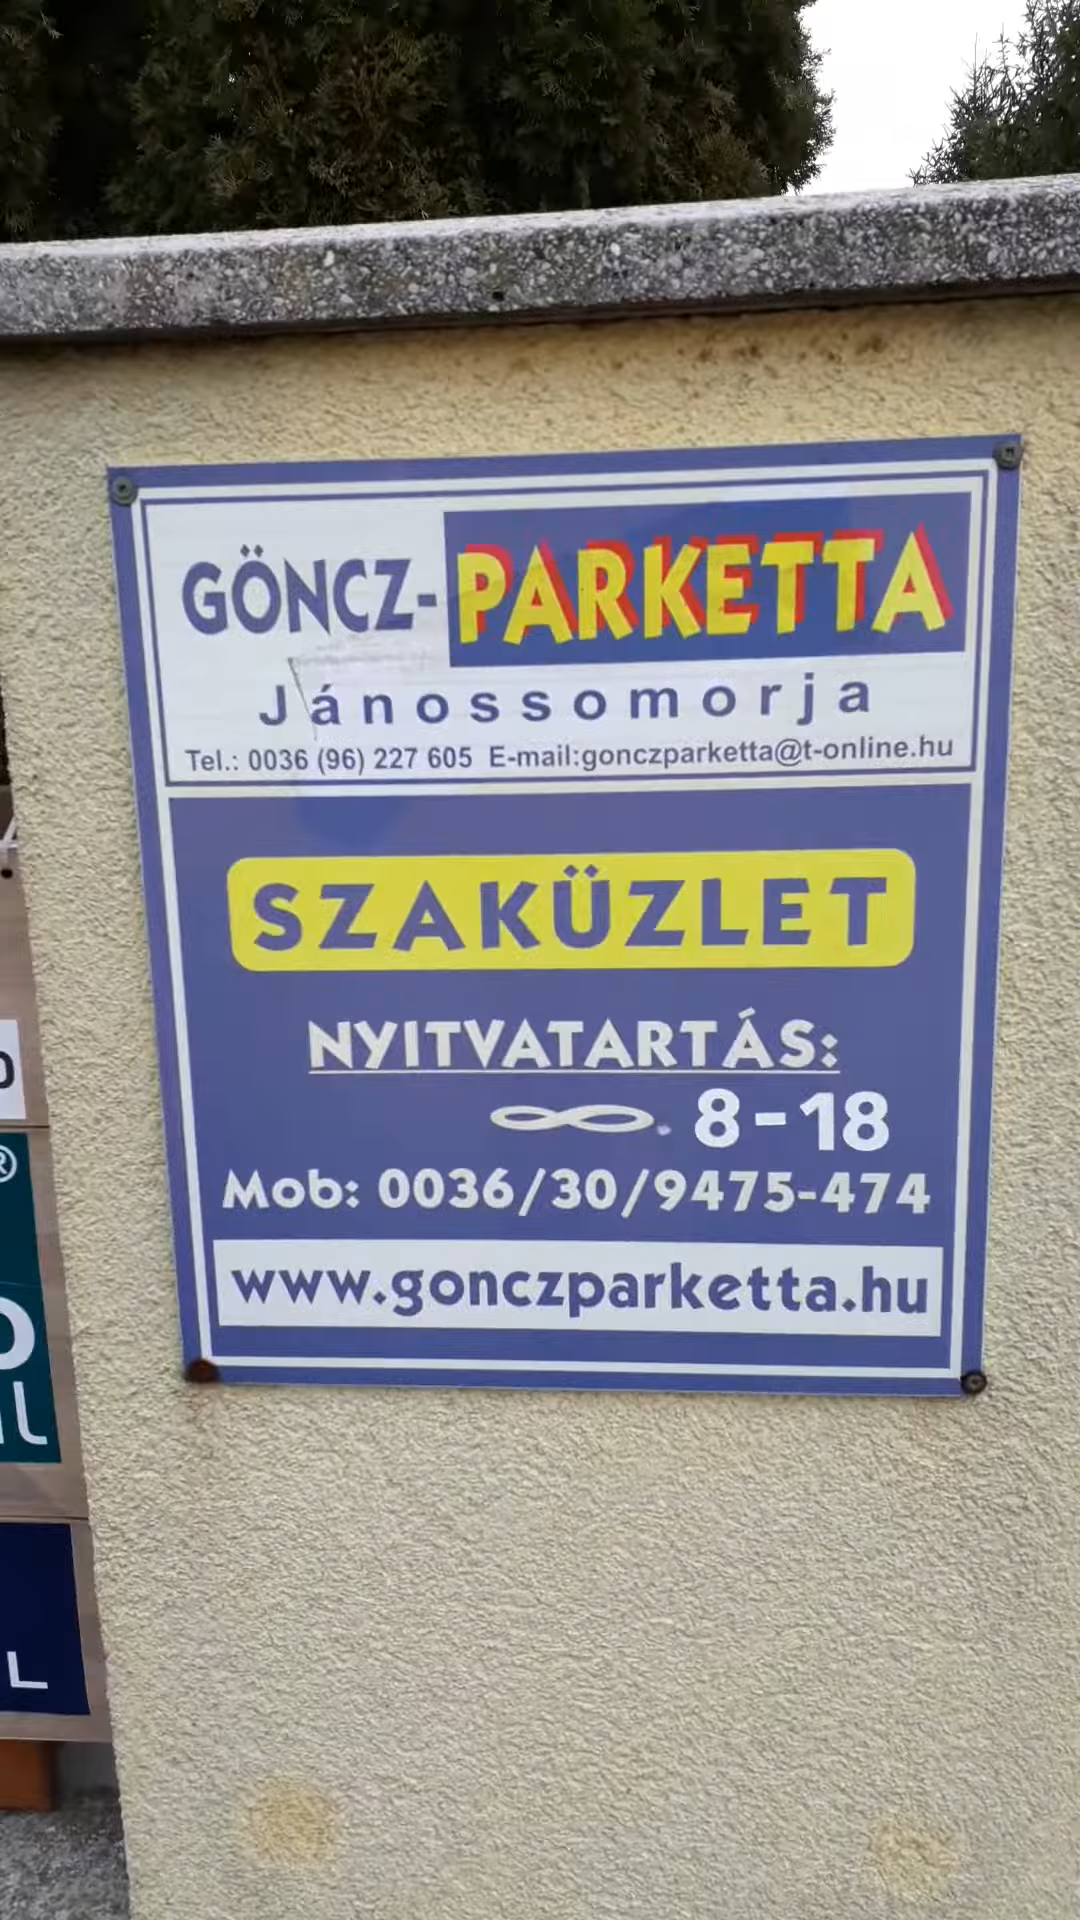 GÖNCZ-PARKETTA
Jánossomorja
Tel.: 0036 (96) 227 605 E-mail:gonczparketta@t-online.hu
SZAKÜZLET
NYITVATARTÁS:
∞. 8-18
Mob: 0036/30/9475-474
www.gonczparketta.hu